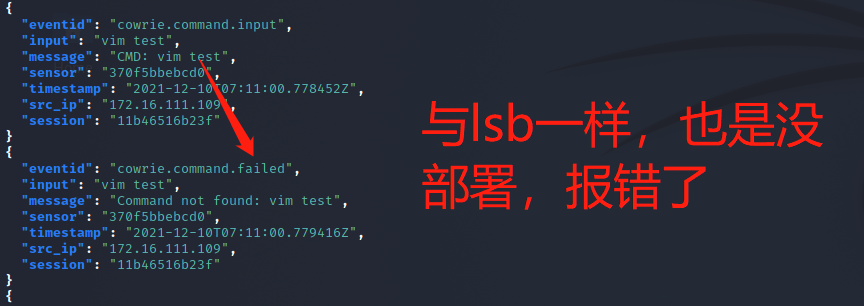 {
"eventid": "cowrie.command.input",
"input": "vim test",
"message": "CMD: vim test",
"sensor": "370f5bbebcd0",
"timestamp": "2021-12-10T07:11:00.778452Z",
"src_ip": "172.16.111.109",
"session": "11b46516b23f"
}
{
"eventid": "cowrie.command.failed",
"input": "vim test",
"message": "Command not found: vim test",
"sensor": "370f5bbebcd0",
"timestamp": "2021-12-10T07:11:00.779416Z",
"src_ip": "172.16.111.109",
"session": "11b46516b23f"
}
{
与lsb一样，也是没
部署，报错了